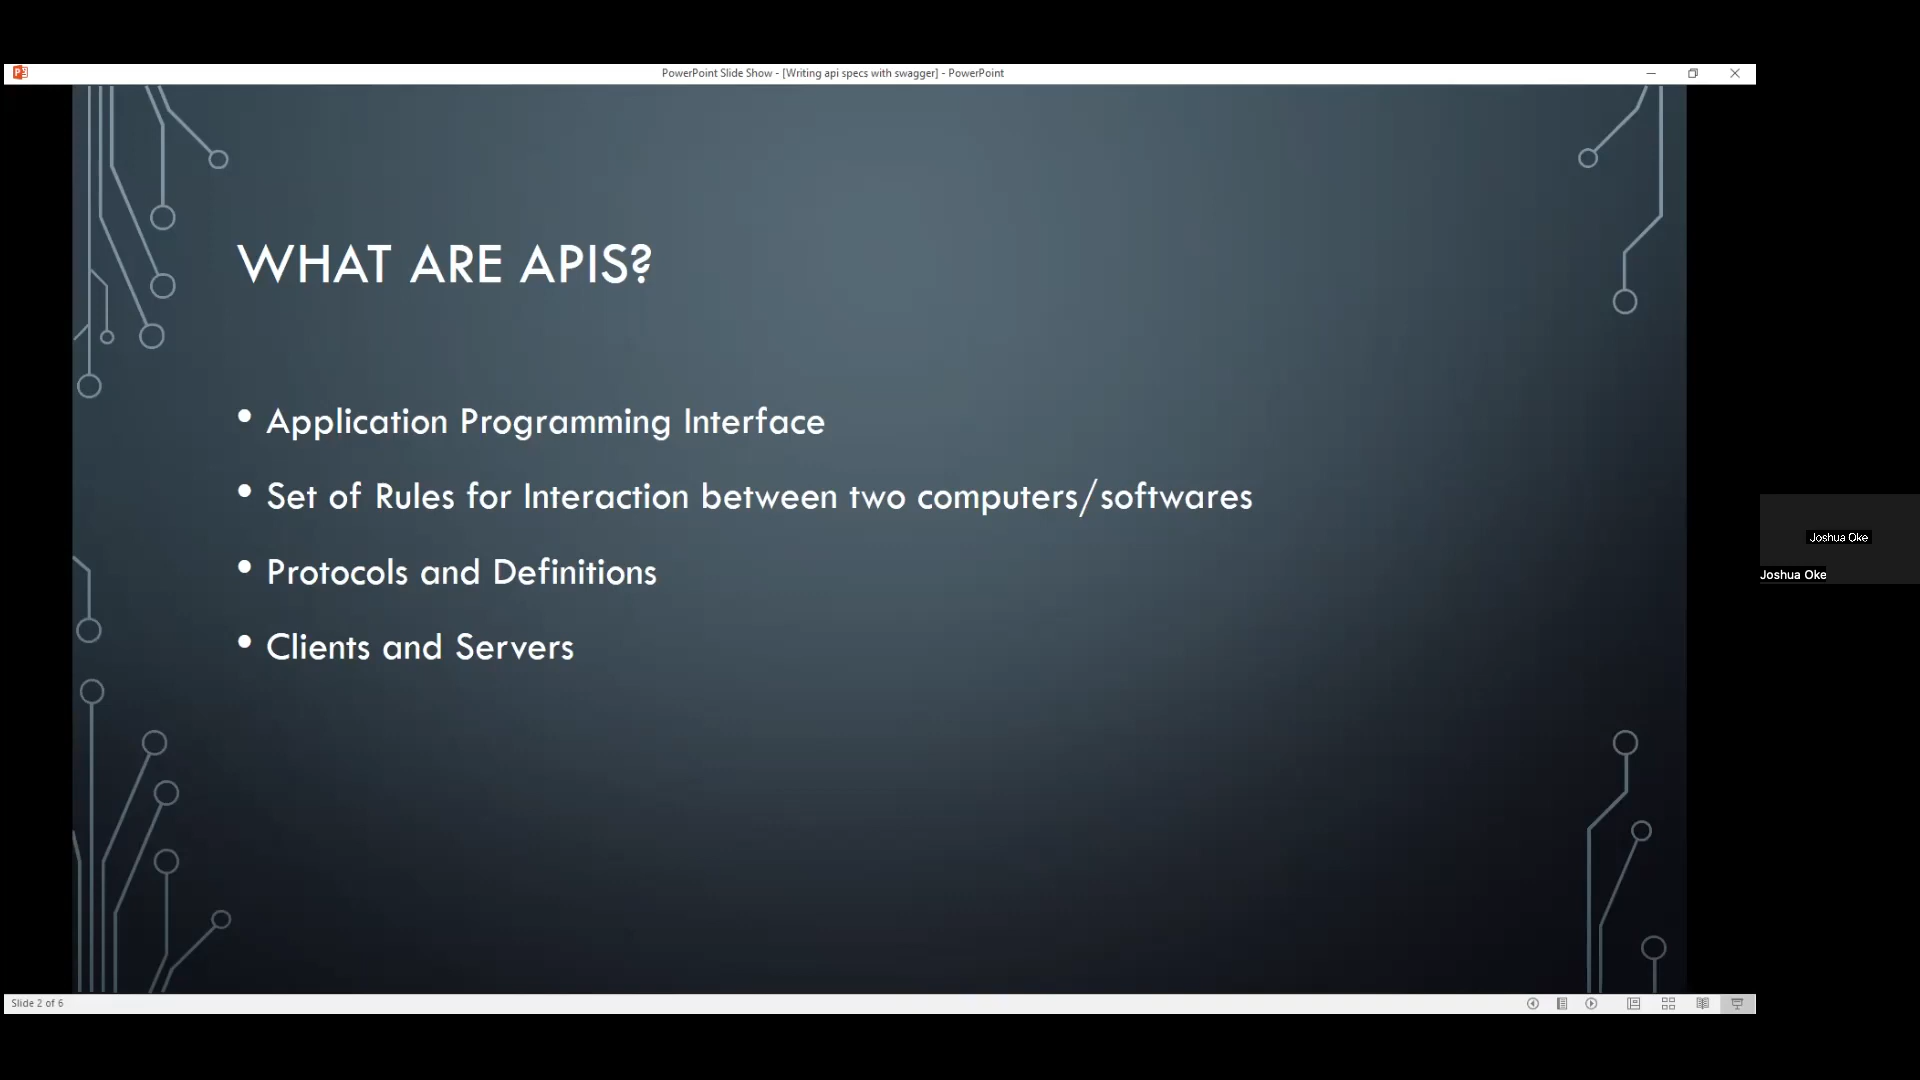 PowerPoint Slide Show - [Writing api specs with swagger] - PowerPoint
WHAT ARE APIS?
• Application Programming Interface
• Set of Rules for Interaction between two computers/softwares
• Protocols and Definitions
• Clients and Servers
Joshua Oke
Joshua Oke
Slide 2 of 6